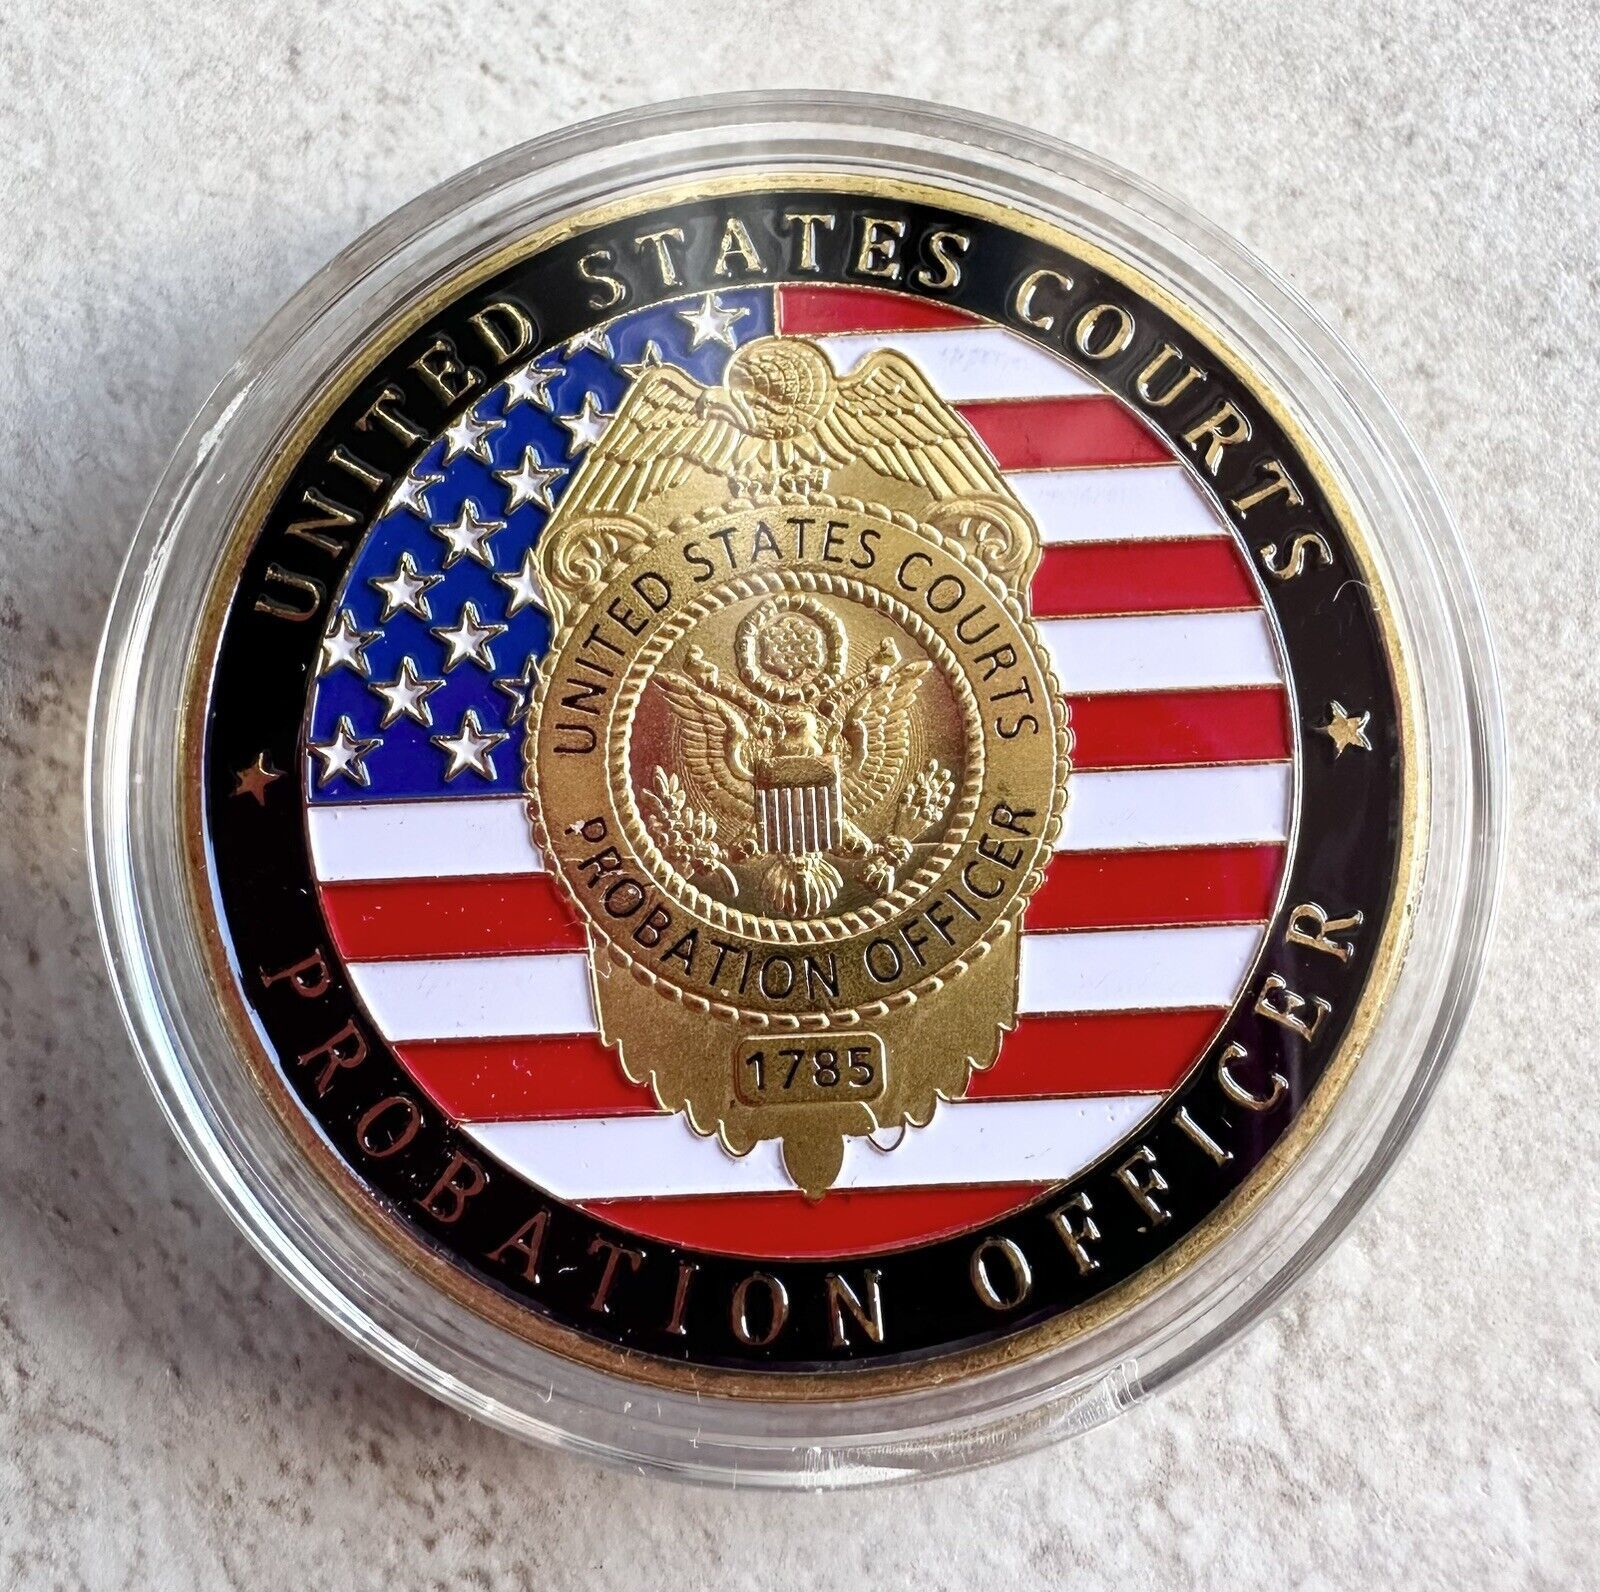 UNITED STATES COURTS
PROBATION OFFICER
UNITED STATES COURTS
PROBATION OFFICER
1785